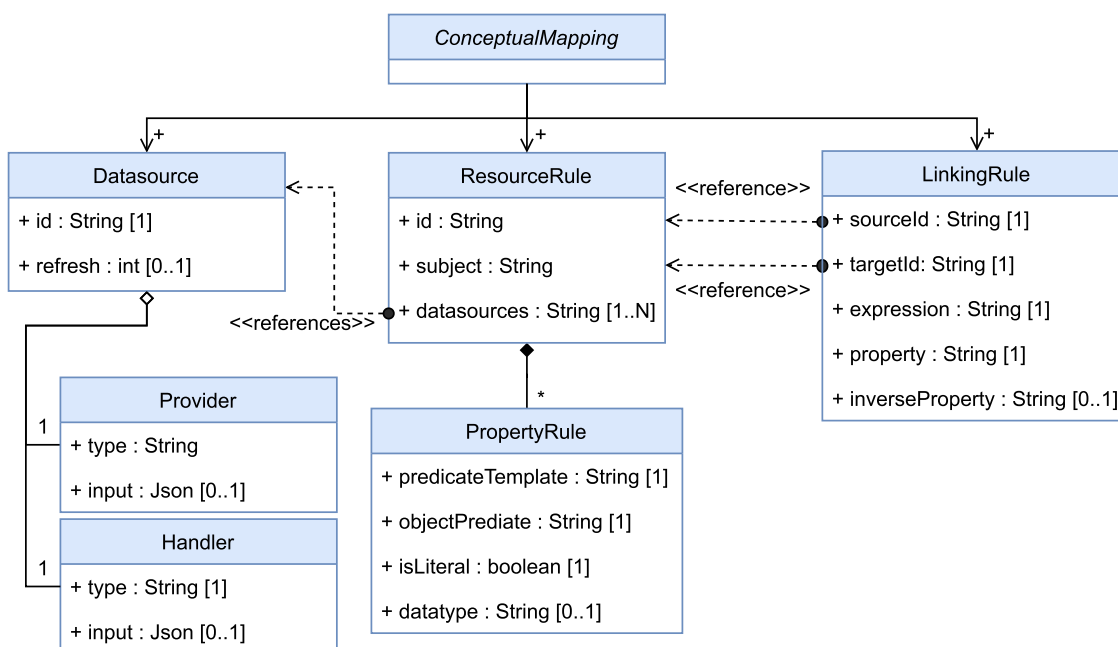 ConceptualMapping
+
+
+
Datasource
+ id : String [1]
+ refresh : int [0..1]
ResourceRule
+ id : String
+ subject : String
+ datasources : String [1..N]
<<reference>>
<<reference>>
<<references>>
LinkingRule
+ sourceId : String [1]
+ targetId: String [1]
+ expression : String [1]
+ property : String [1]
+ inverseProperty : String [0..1]
1
Provider
+ type : String
+ input : Json [0..1]
1
Handler
+ type : String [1]
+ input : Json [0..1]
*
PropertyRule
+ predicateTemplate : String [1]
+ objectPrediate : String [1]
+ isLiteral : boolean [1]
+ datatype : String [0..1]